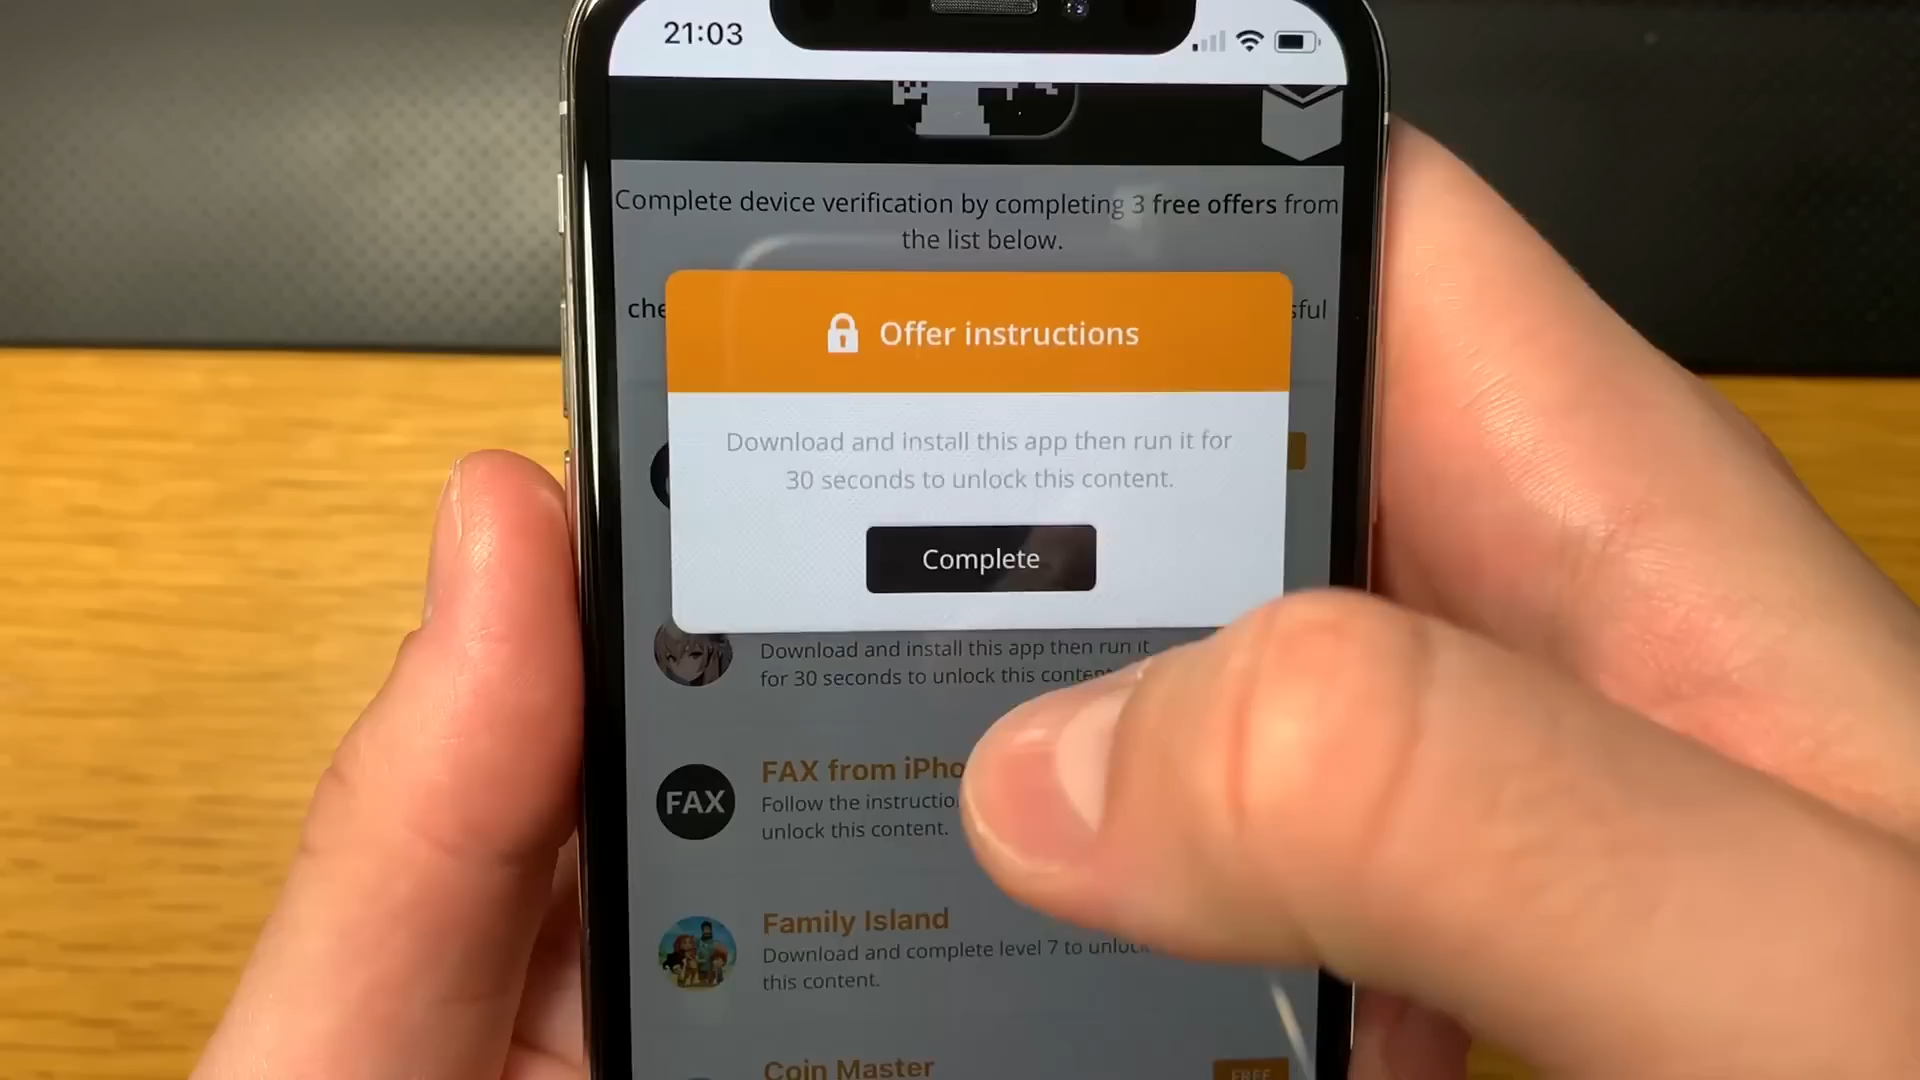 21:03
Complete device verification by completing 3 free offers from
the list below.
Offer instructions
Download and install this app then run it for
30 seconds to unlock this content.
Complete
Download and install this app then run it
for 30 seconds to unlock this content
FAX
FAX from iPho
Follow the instructio
unlock this content.
Family Island
Download and complete level 7 to unlock
this content.
Coin Master
FREE